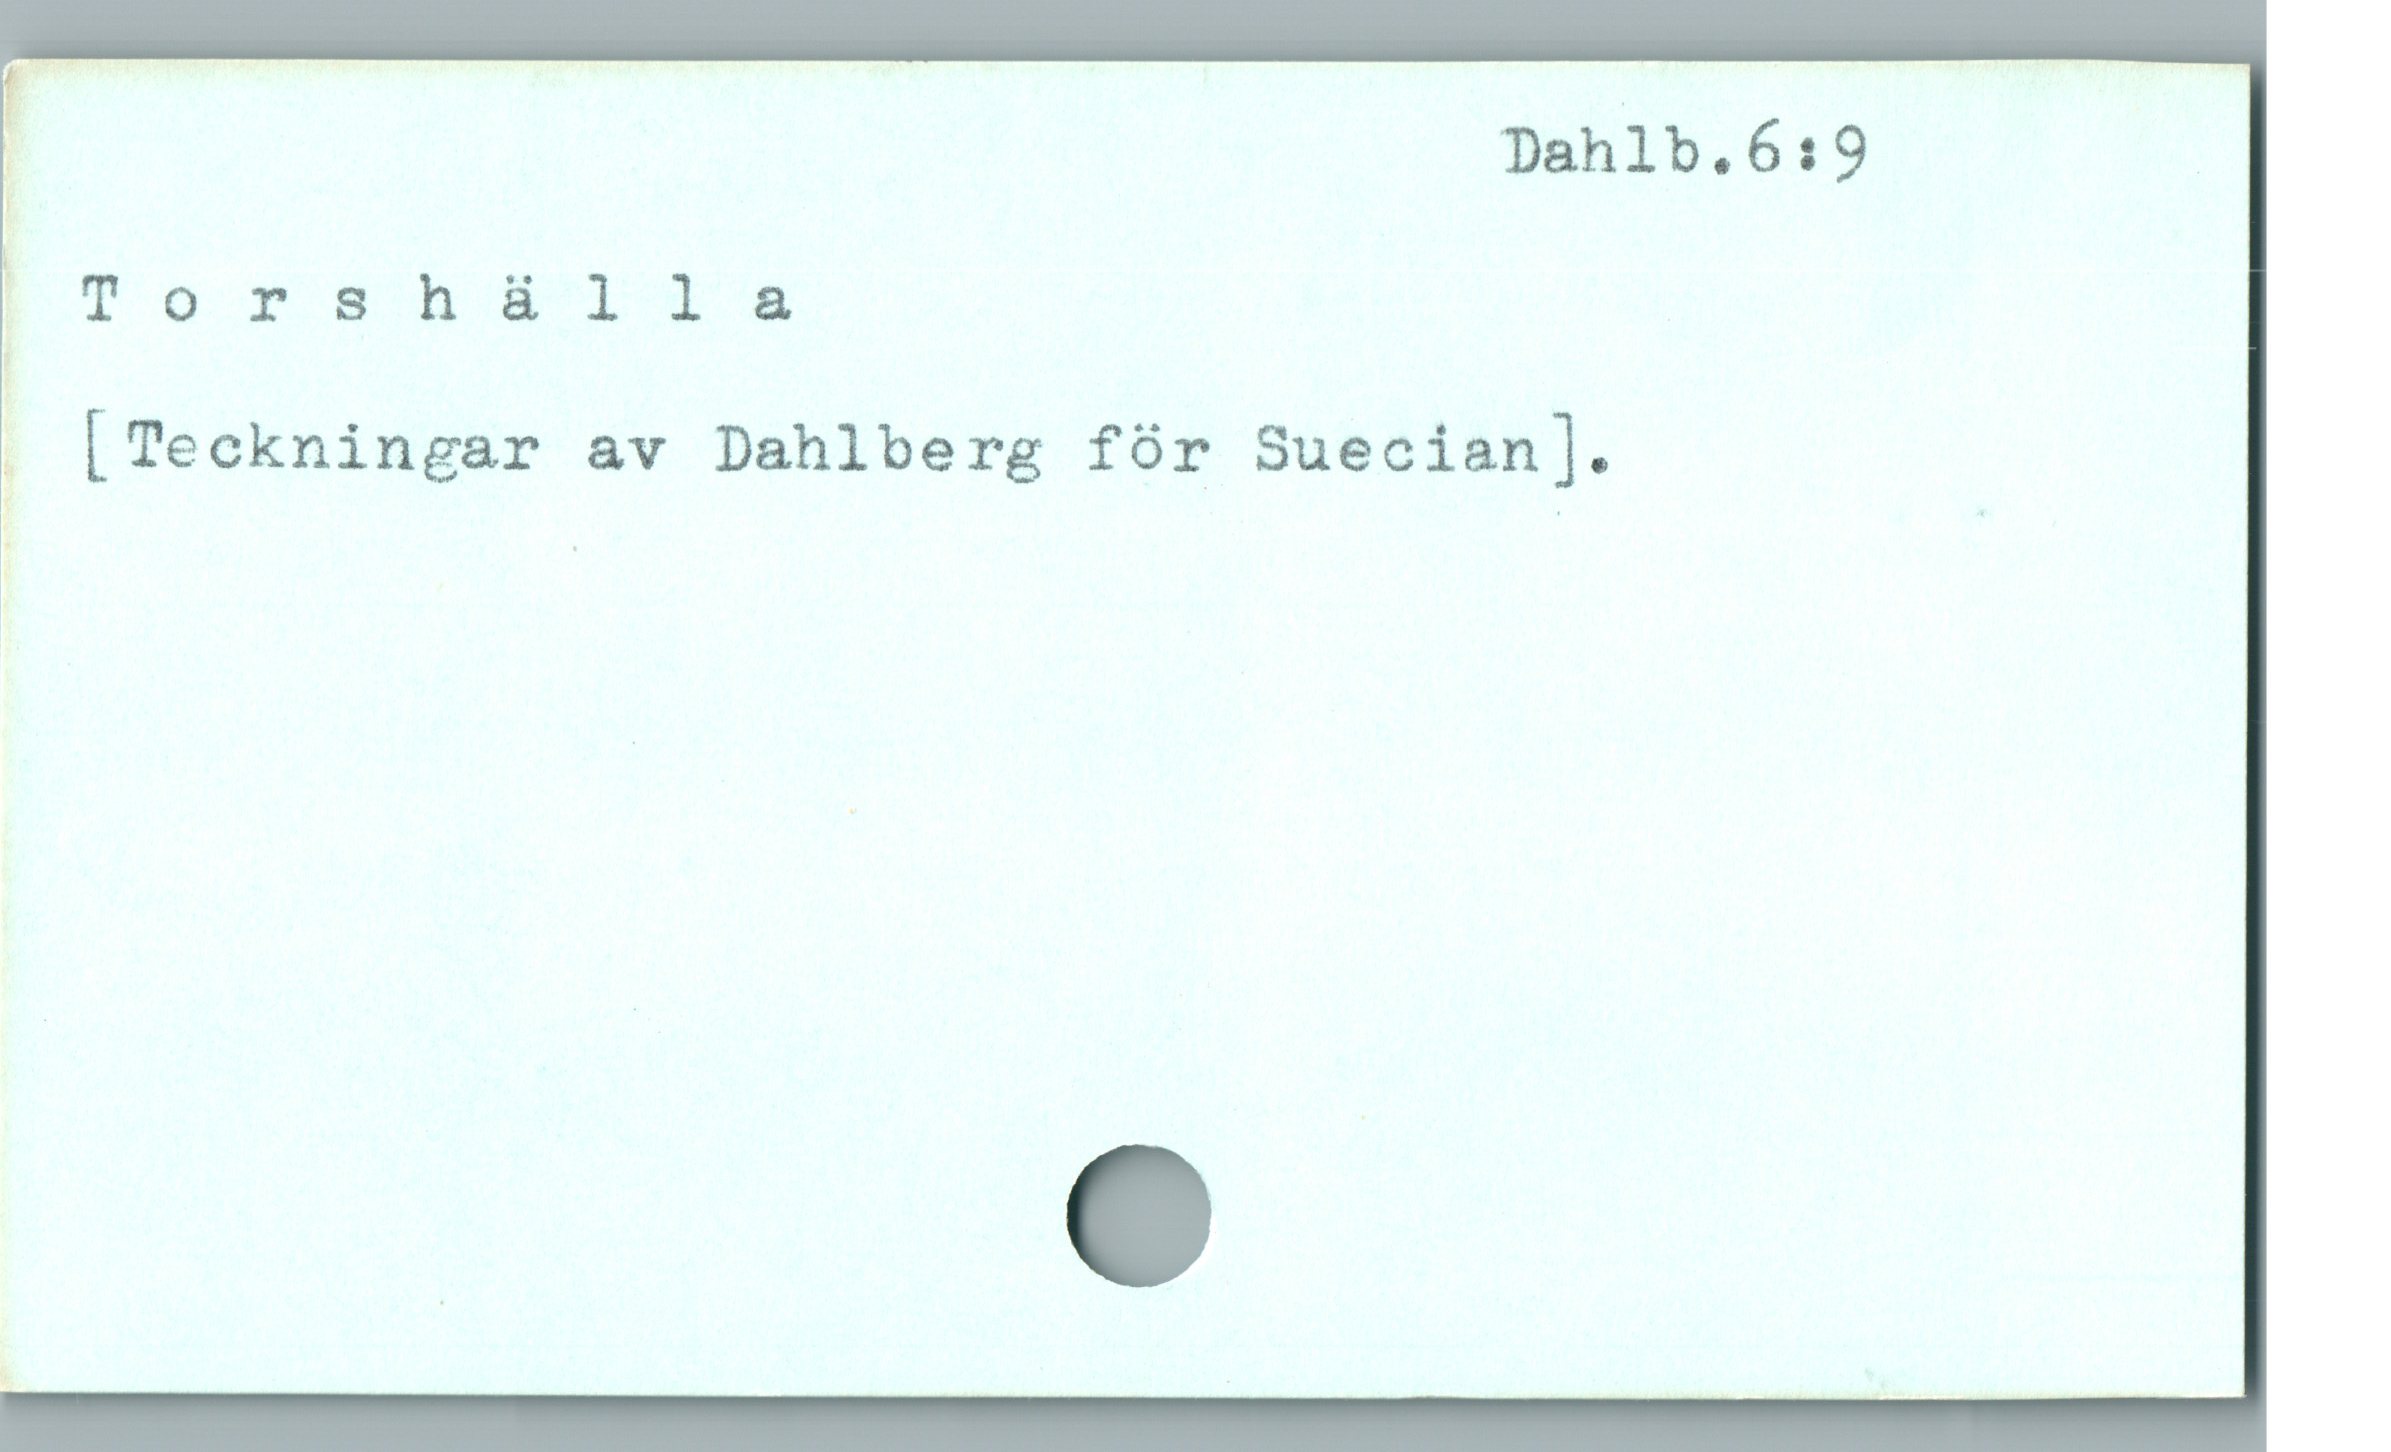 Dahlb.6:9
T o r s h ä l l a
[Teckningar av Dahlberg för Suecian].